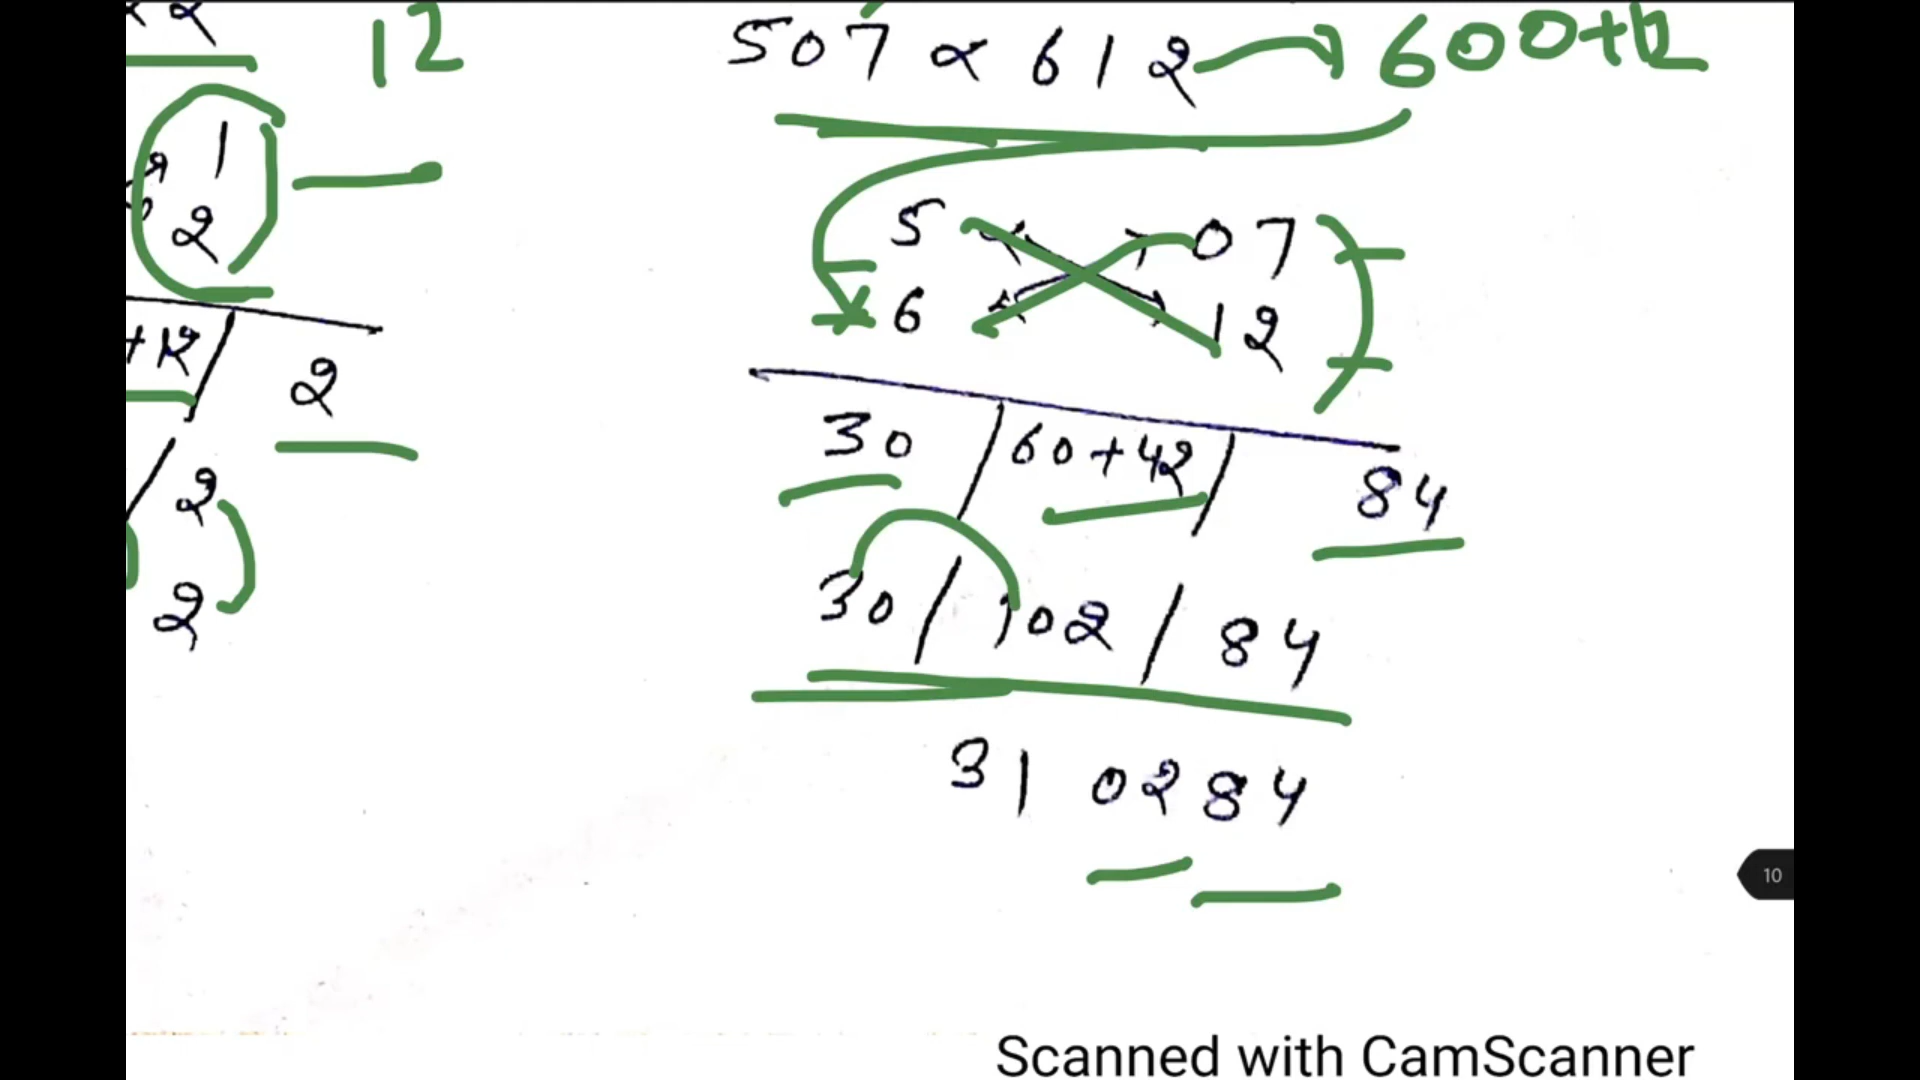 12
507 × 612 → 600+12
1
2
5 07
6 12
+12/ 2
30 / 60+42 / 84
/ 2
30 / 102 / 84
2
31 0284
10
Scanned with CamScanner